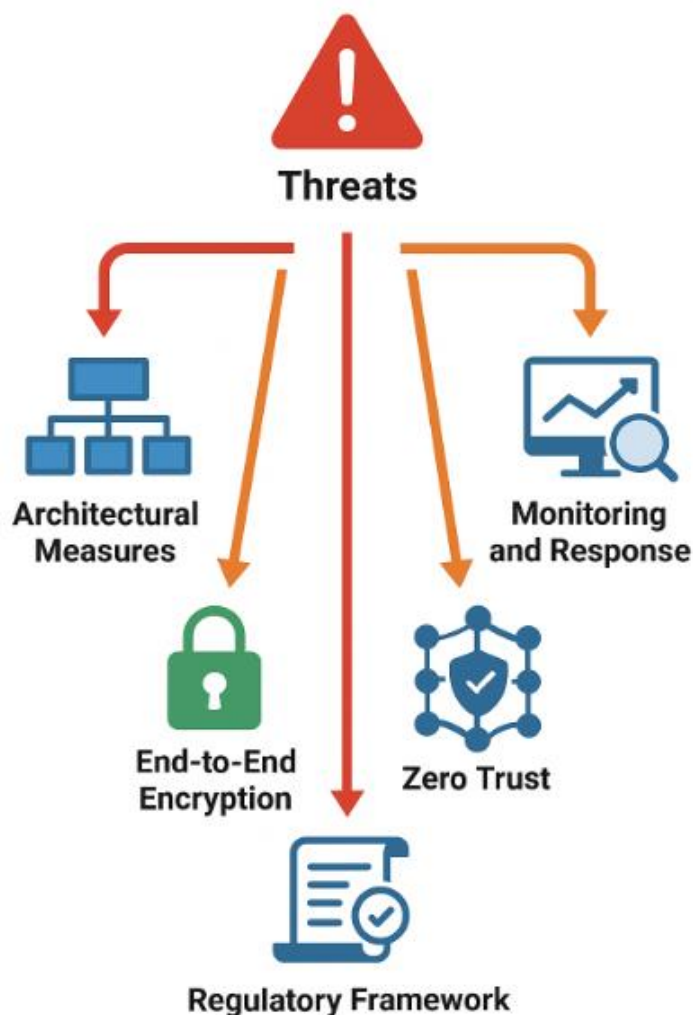 Threats
Architectural
Measures
Monitoring
and Response
End-to-End
Encryption
Zero Trust
Regulatory Framework